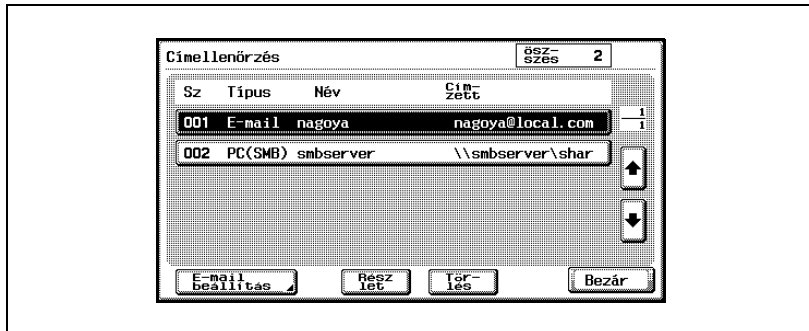 Címellenőrzés
ösz-
szes 2
Sz Típus Név Cím-
zett
001 E-mail nagoya nagoya@local.com
1
1
002 PC(SMB) smbserver \\smbserver\shar
E-mail
beállítás
Rész
let
Tör-
lés
Bezár